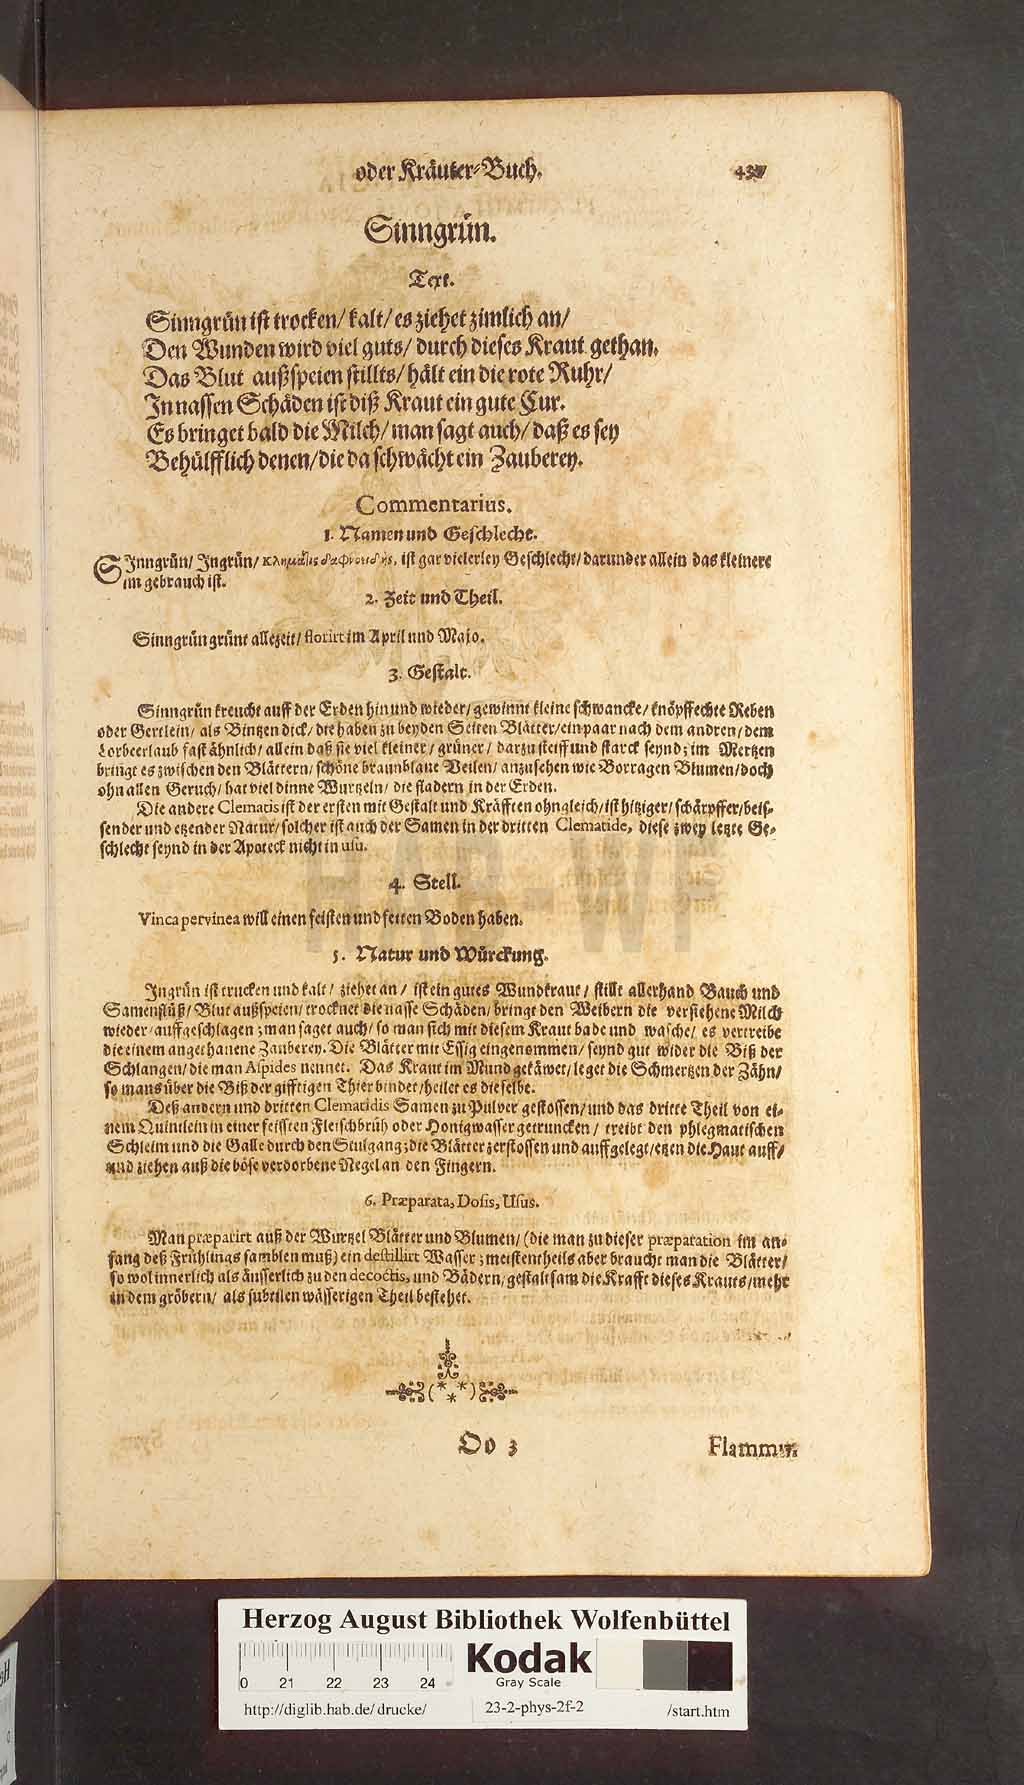 oder Kräuter-Buch. 437
Sinngrün.
Text.
Sinngrün ist trocken/ kalt/ es ziehet zimlich an/
Den Wunden wird viel guts/ durch dieses Kraut gethan.
Das Blut außspeien stillts/ hält ein die rote Ruhr/
In nassen Schäden ist diß Kraut ein gute Cur.
Es bringet bald die Milch/ man sagt auch/ daß es sey
Behülfflich denen/ die da schwächt ein Zauberey.
Commentarius.
1. Namen und Geschlecht.
SInngrün/ Ingrün/ κλημαῖις δαφνοειδὴς, ist gar vielerley Geschlecht/ darunder allein das kleinere
im gebrauch ist.
2. Zeit und Theil.
Sinngrün grünt allezeit/ florirt im April und Majo.
3. Gestalt.
Sinngrün kreucht auff der Erden hin und wieder/ gewinnt kleine schwancke/ knöpffechte Reben
oder Gertlein/ als Bintzen dick/ die haben zu beyden Seiten Blätter/ ein paar nach dem andren/ dem
Lorbeerlaub fast ähnlich/ allein daß sie viel kleiner/ grüner/ darzu steiff und starck seynd; im Mertzen
bringt es zwischen den Blättern/ schöne braunblaue Veilen/ anzusehen wie Borragen Blumen/ doch
ohn allen Geruch/ hat viel dinne Wurtzeln/ die fladern in der Erden.
Die andere Clematis ist der ersten mit Gestalt und Kräfften ohngleich/ ist hitziger/ schärpffer/ beis-
sender und etzender Natur/ solcher ist auch der Samen in der dritten Clematide, diese zwey letzte Ge-
schlecht seynd in der Apoteck nicht in usu.
4. Stell.
Vinca pervinea will einen feisten und fetten Boden haben.
5. Natur und Würckung.
Ingrün ist trucken und kalt/ ziehet an/ ist ein gutes Wundkraut/ stillt allerhand Bauch und
Samenflüß/ Blut außspeien/ trocknet die nasse Schäden/ bringt den Weibern die verstehene Milch
wieder/ auffgeschlagen; man saget auch/ so man sich mit diesem Kraut bade und wasche/ es vertreibe
die einem angethanene Zauberey. Die Blätter mit Essig eingenommen/ seynd gut wider die Biß der
Schlangen/ die man Aspides nennet. Das Kraut im Mund gekäwet/ leget die Schmertzen der Zähn/
so mans über die Biß der gifftigen Thier bindet/ heilet es dieselbe.
Deß andern und dritten Clematidis Samen zu Pulver gestossen/ und das dritte Theil von ei-
nem Quintlein in einer feissten Fleischbrüh oder Honigwasser getruncken/ treibt den phlegmatischen
Schleim und die Galle durch den Stulgang; die Blätter zerstossen und auffgelegt/ etzen die Haut auff/
und ziehen auß die böse verdorbene Negel an den Fingern.
6. Præparata, Dosis, Usus.
Man præparirt auß der Wurtzel Blätter und Blumen/ (die man zu dieser præparation im an-
fang deß Frühlings samblen muß) ein destillirt Wasser; meistentheils aber braucht man die Blätter/
so wol innerlich als äusserlich zu den decoctis, und Bädern/ gestaltsam die Krafft dieses Krauts/ mehr
in dem gröbern/ als subtilen wässerigen Theil bestehet.
Oo 3 Flammu-
HAB-WF
Herzog August Bibliothek Wolfenbüttel
0 21 22 23 24
Kodak
Gray Scale
http://diglib.hab.de/drucke/ 23-2-phys-2f-2 /start.htm